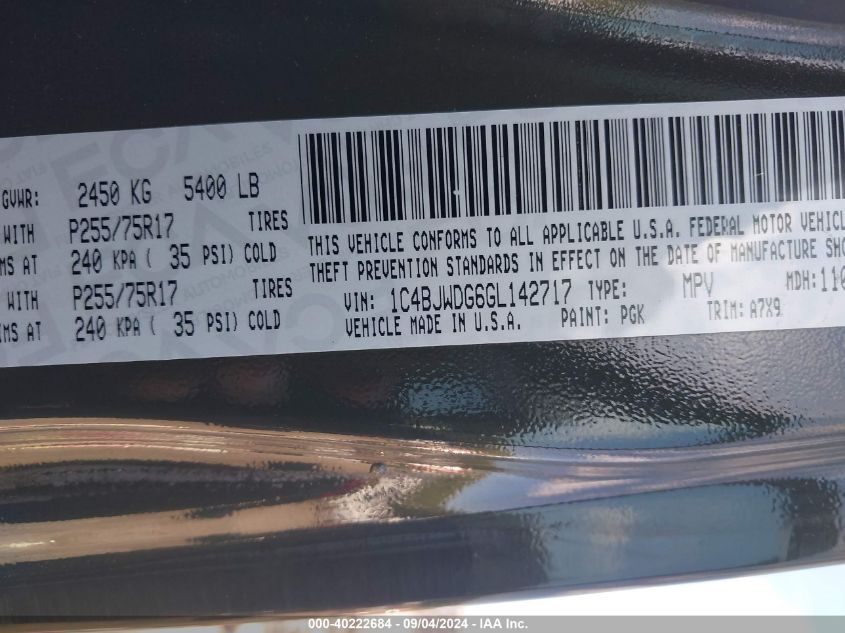 GVWR: 2450 KG 5400 LB
WITH P255/75R17 TIRES
MS AT 240 KPA ( 35 PSI) COLD
WITH P255/75R17 TIRES
MS AT 240 KPA ( 35 PSI) COLD
THIS VEHICLE CONFORMS TO ALL APPLICABLE U.S.A. FEDERAL MOTOR VEHICL
THEFT PREVENTION STANDARDS IN EFFECT ON THE DATE OF MANUFACTURE SHO
VIN: 1C4BJWDG6GL142717 TYPE: MPV MDH:110
VEHICLE MADE IN U.S.A. PAINT: PGK TRIM: A7X9
000-40222684 - 09/04/2024 - IAA Inc.